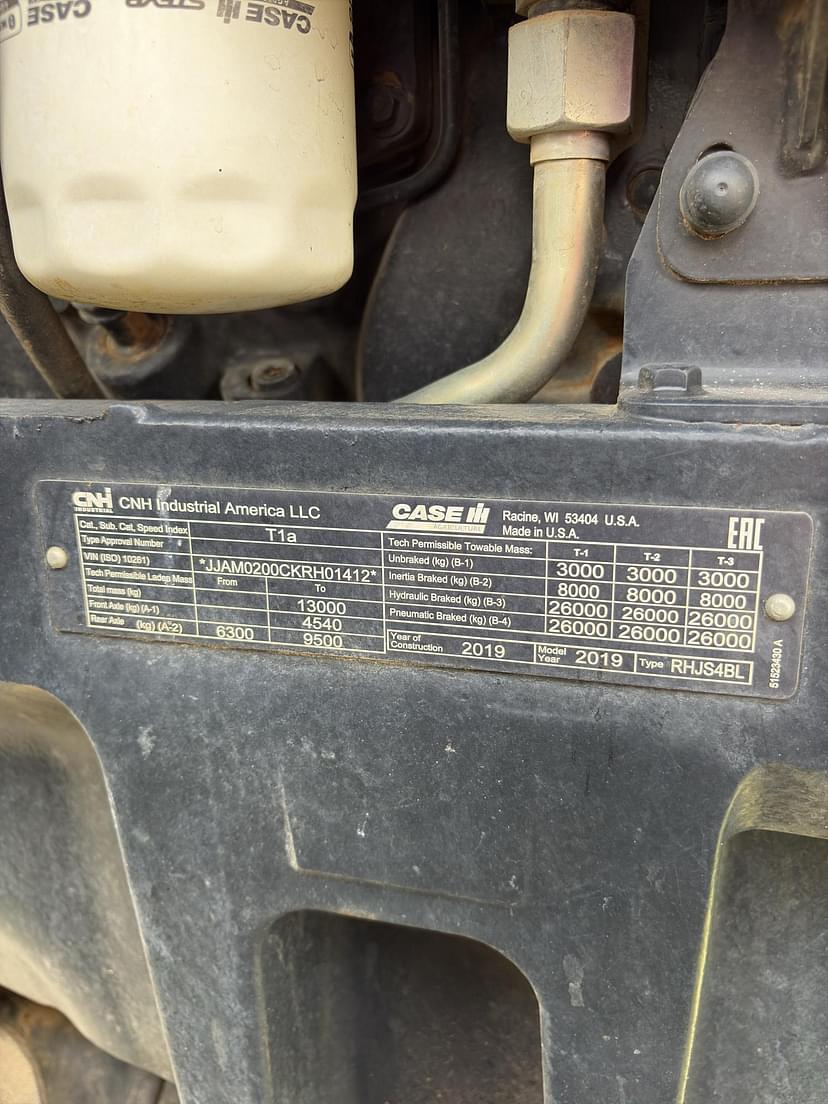 CASE IH
CASE
CNH INDUSTRIAL CNH Industrial America LLC
CASE IH AGRICULTURE Racine, WI 53404 U.S.A.
Made in U.S.A.
EAC
Cat., Sub. Cat, Speed Index T1a
Type Approval Number
VIN (ISO) 10261) *JJAM0200CKRH01412*
Tech Permissible Laden Mass From To
Total mass (kg) 13000
Front Axle (kg) (A-1) 4540
Rear Axle (kg) (A-2) 6300 9500
Tech Permissible Towable Mass: T-1 T-2 T-3
Unbraked (kg) (B-1) 3000 3000 3000
Inertia Braked (kg) (B-2) 8000 8000 8000
Hydraulic Braked (kg) (B-3) 26000 26000 26000
Pneumatic Braked (kg) (B-4) 26000 26000 26000
Year of Construction 2019 Model Year 2019 Type RHJS4BL
51523430 A